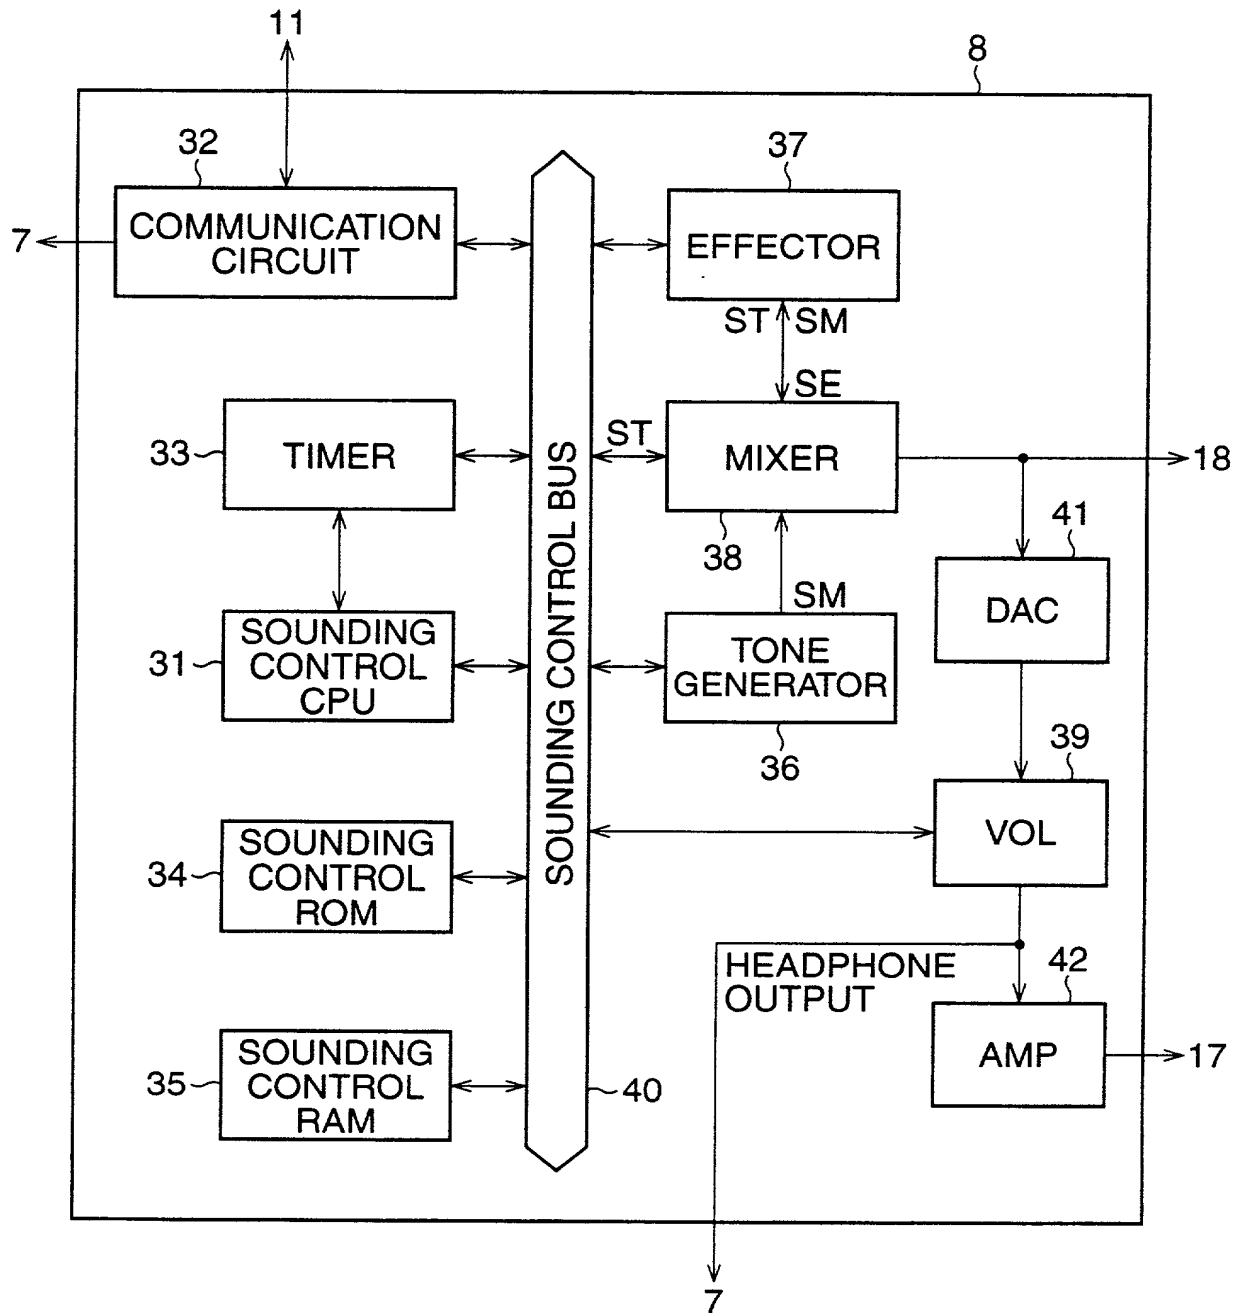 11
8
32
COMMUNICATION
CIRCUIT
7
37
EFFECTOR
ST SM
SE
33
TIMER
ST
MIXER
18
38
41
DAC
SM
31
SOUNDING
CONTROL
CPU
TONE
GENERATOR
36
39
VOL
SOUNDING CONTROL BUS
34
SOUNDING
CONTROL
ROM
HEADPHONE
OUTPUT
42
AMP
17
35
SOUNDING
CONTROL
RAM
40
7